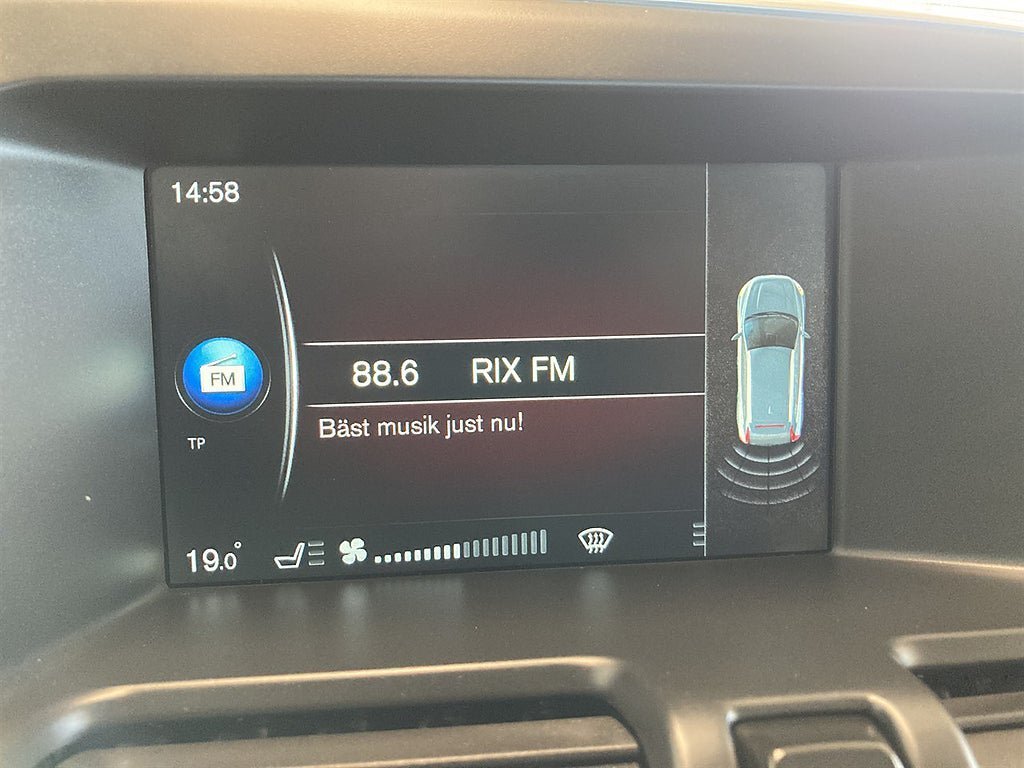 14:58
FM
88.6 RIX FM
Bäst musik just nu!
TP
19.0°